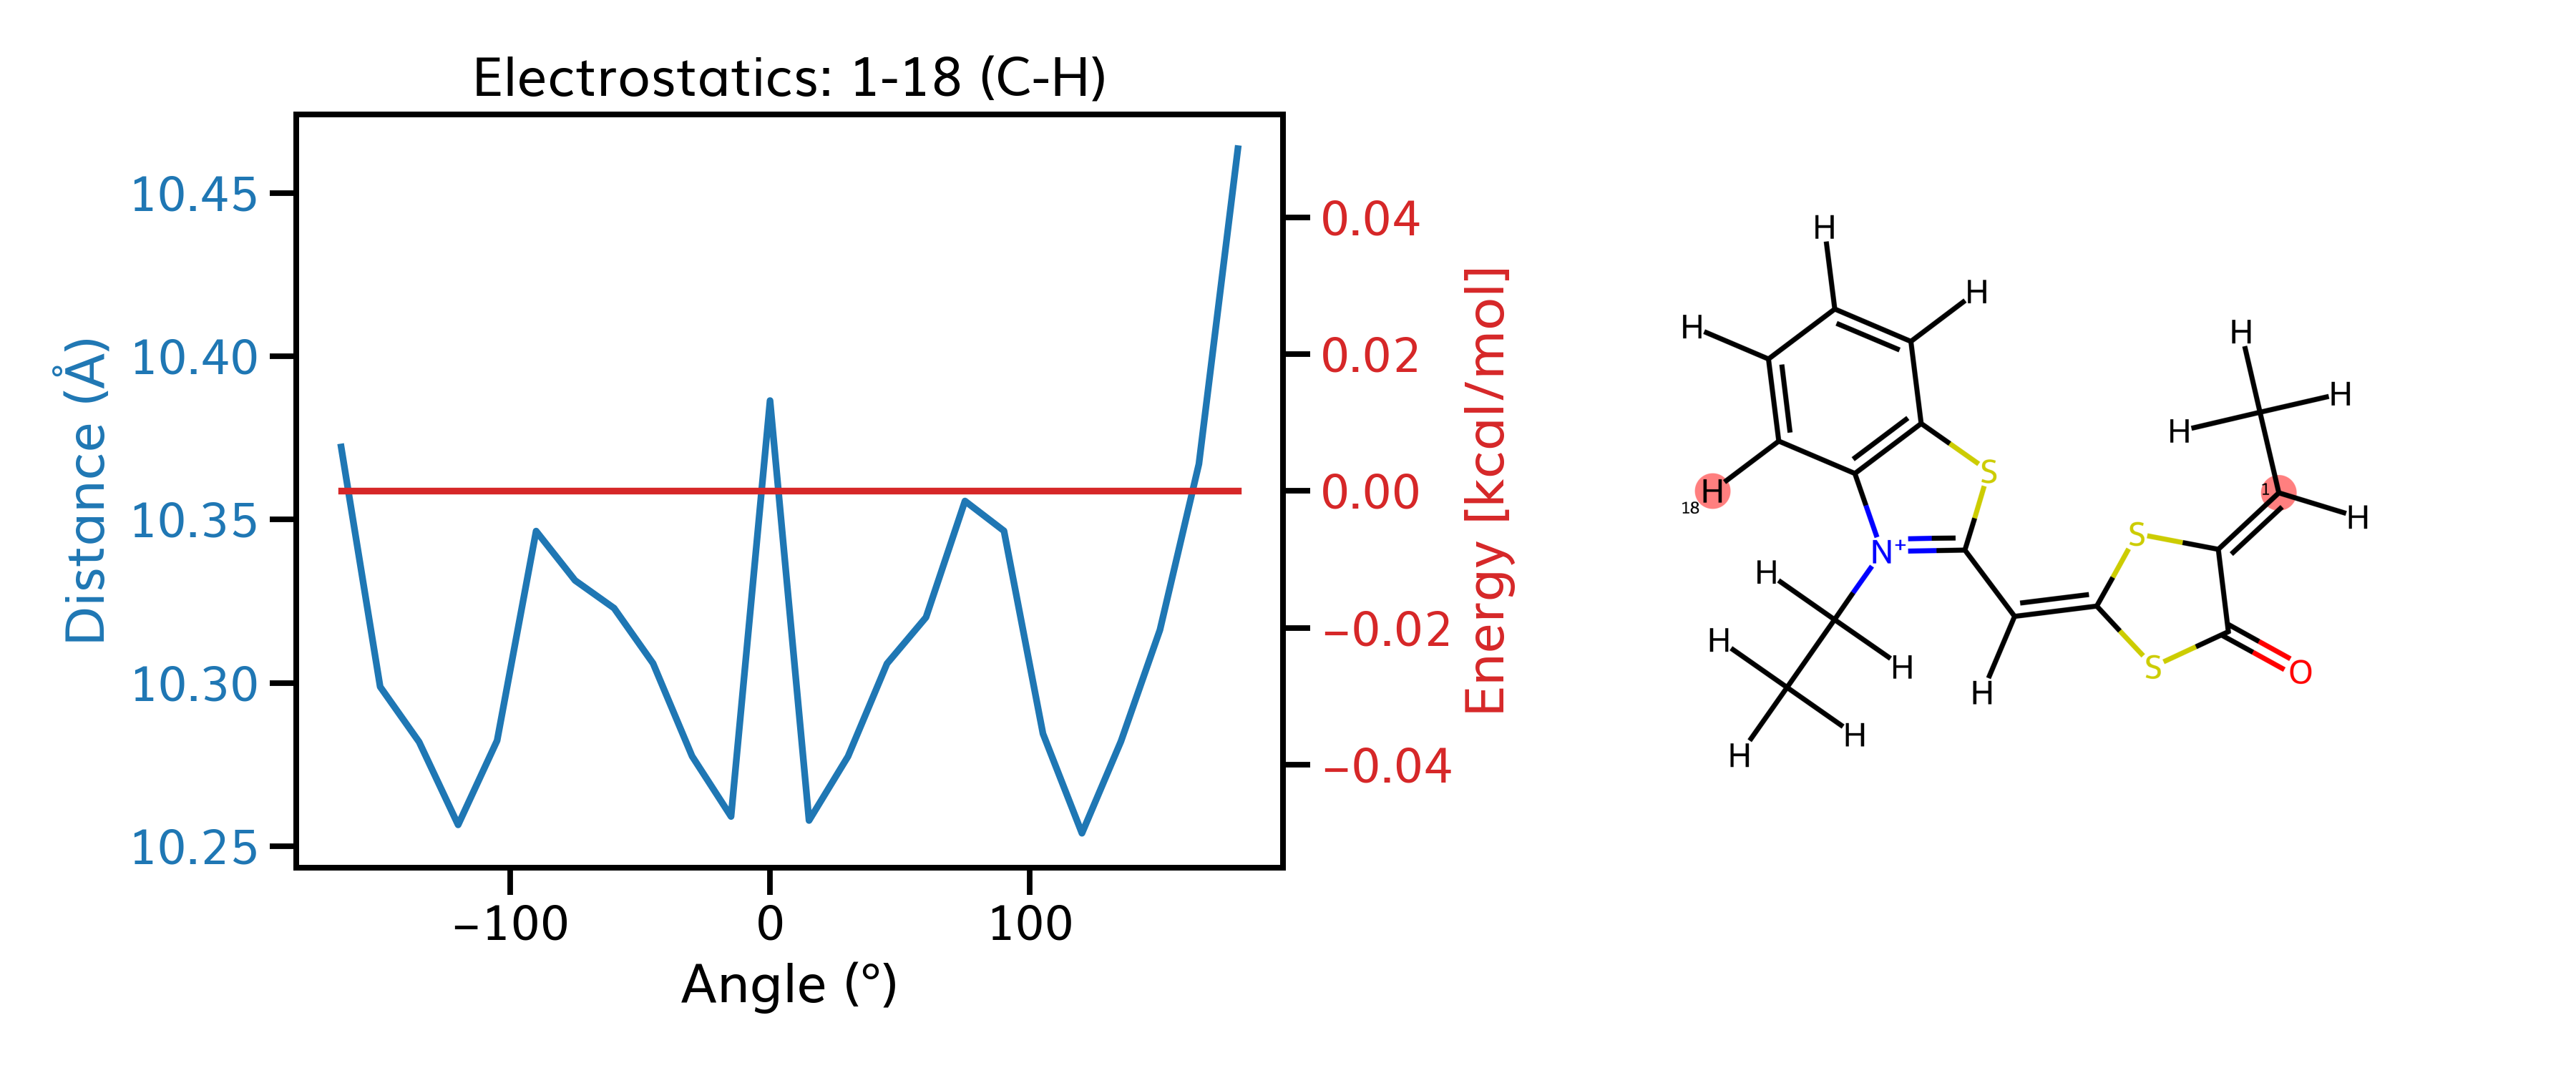 Electrostatics: 1-18 (C-H)
Distance (Å)
10.45
10.40
10.35
10.30
10.25
0.04
0.02
0.00
−0.02
−0.04
Energy [kcal/mol]
−100
0
100
Angle (°)
H
H
H
H
H
H
H
S
H
18
1
H
S
N⁺
H
H
H
S
O
H
H
H